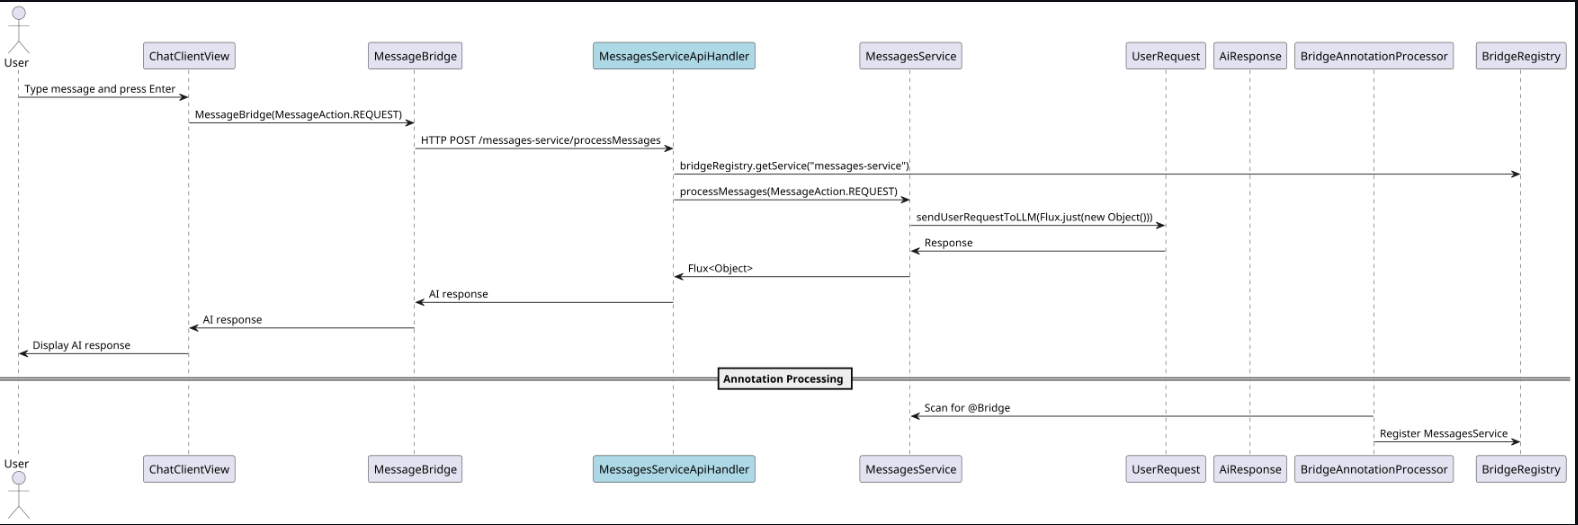 User
ChatClientView
MessageBridge
MessagesServiceApiHandler
MessagesService
UserRequest
AiResponse
BridgeAnnotationProcessor
BridgeRegistry
Type message and press Enter
MessageBridge(MessageAction.REQUEST)
HTTP POST /messages-service/processMessages
bridgeRegistry.getService("messages-service")
processMessages(MessageAction.REQUEST)
sendUserRequestToLLM(Flux.just(new Object()))
Response
Flux<Object>
AI response
AI response
Display AI response
Annotation Processing
Scan for @Bridge
Register MessagesService
User
ChatClientView
MessageBridge
MessagesServiceApiHandler
MessagesService
UserRequest
AiResponse
BridgeAnnotationProcessor
BridgeRegistry